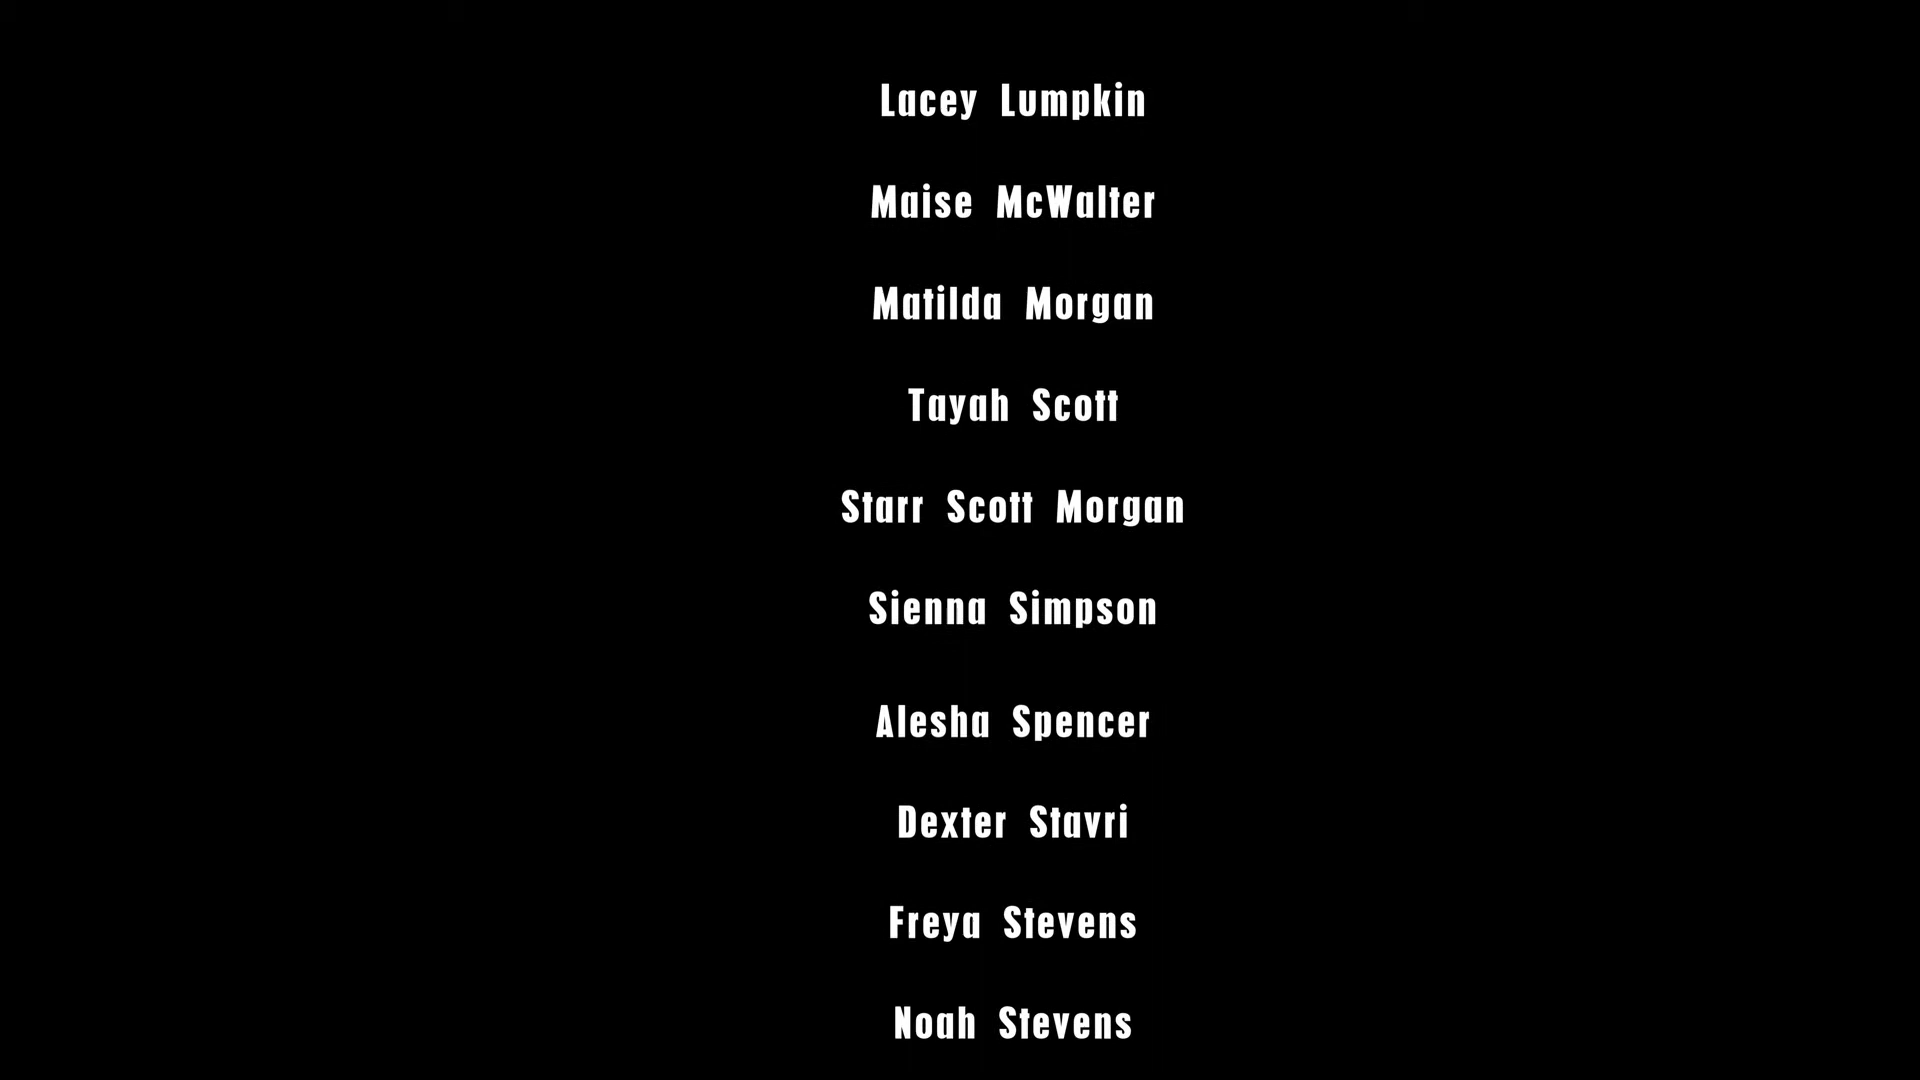 Lacey Lumpkin
Maise McWalter
Matilda Morgan
Tayah Scott
Starr Scott Morgan
Sienna Simpson
Alesha Spencer
Dexter Stavri
Freya Stevens
Noah Stevens